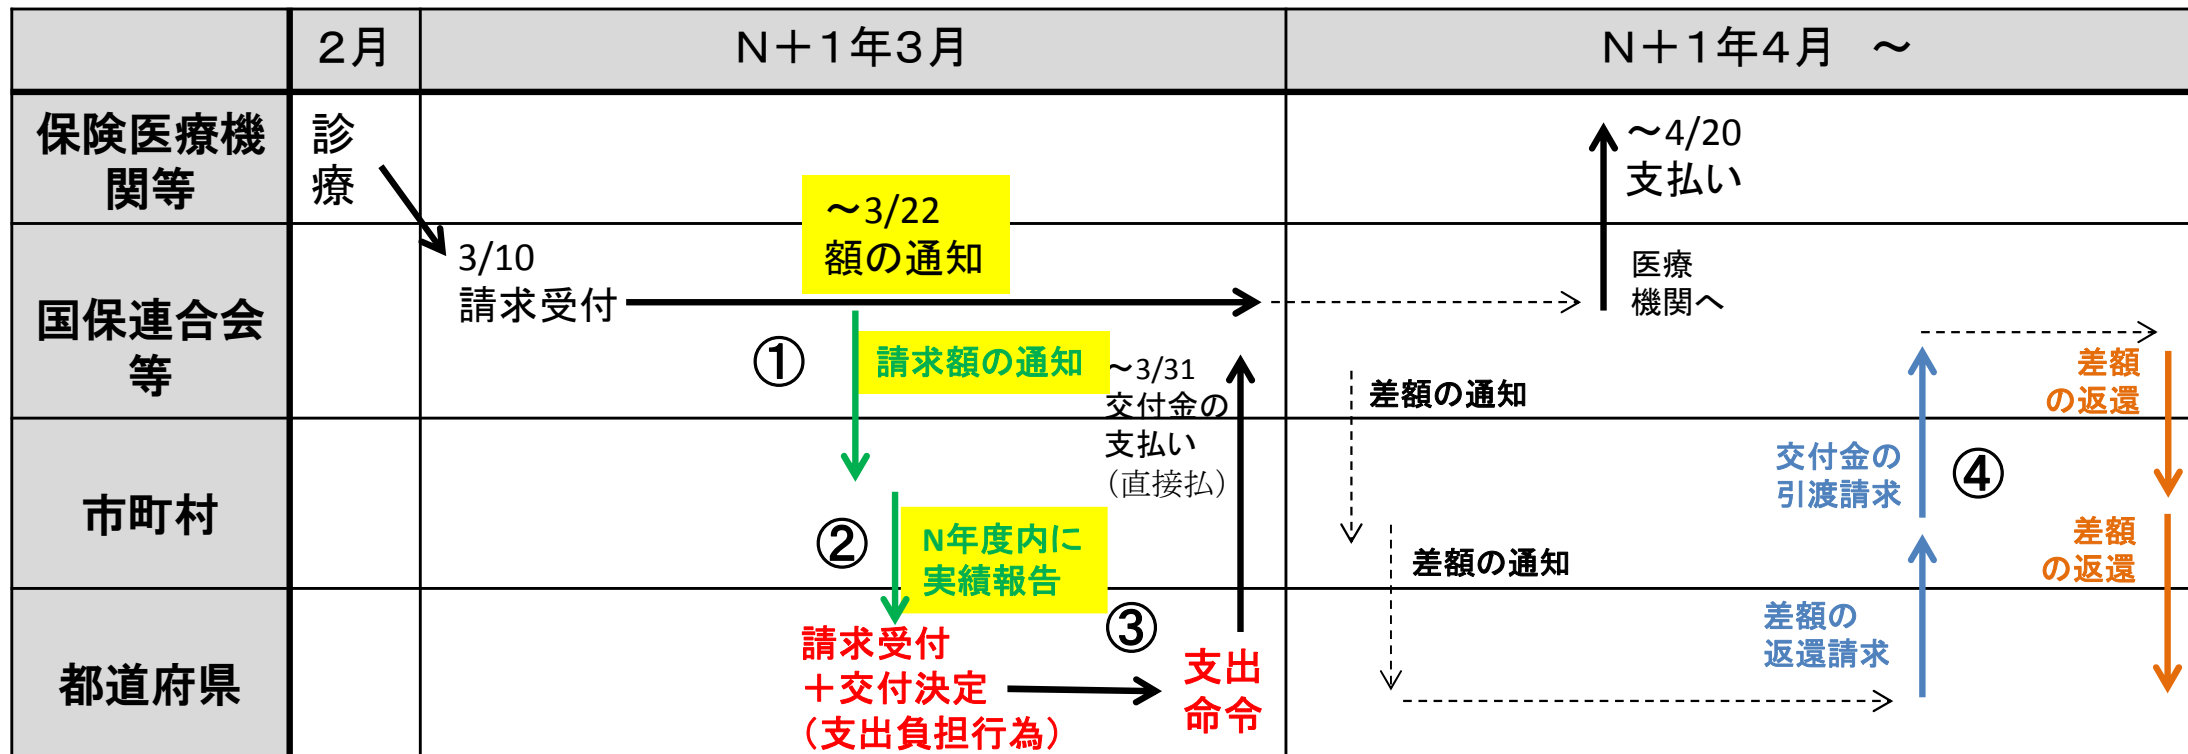 ２月
Ｎ＋１年３月
Ｎ＋１年４月　～
保険医療機
関等
診
療
～3/22
額の通知
～4/20
支払い
国保連合会
等
3/10
請求受付
医療
機関へ
①
請求額の通知
～3/31
交付金の
支払い
（直接払）
差額の通知
差額
の返還
市町村
②
N年度内に
実績報告
差額の通知
交付金の
引渡請求
④
差額
の返還
都道府県
請求受付
＋交付決定
（支出負担行為）
③
支出
命令
差額の
返還請求